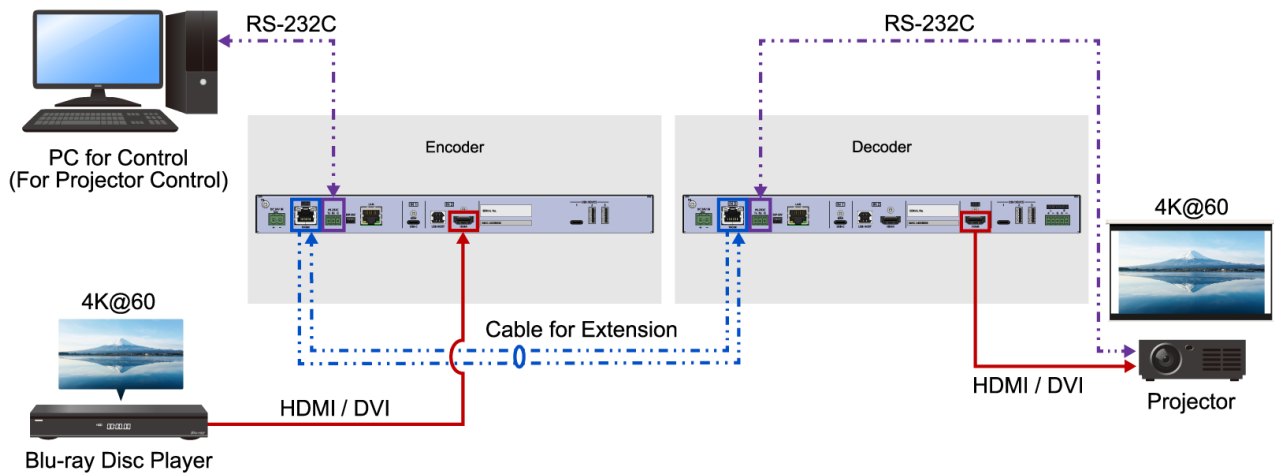 RS-232C
RS-232C
PC for Control
(For Projector Control)
Encoder
Decoder
4K@60
4K@60
Cable for Extension
HDMI / DVI
HDMI / DVI
Projector
Blu-ray Disc Player